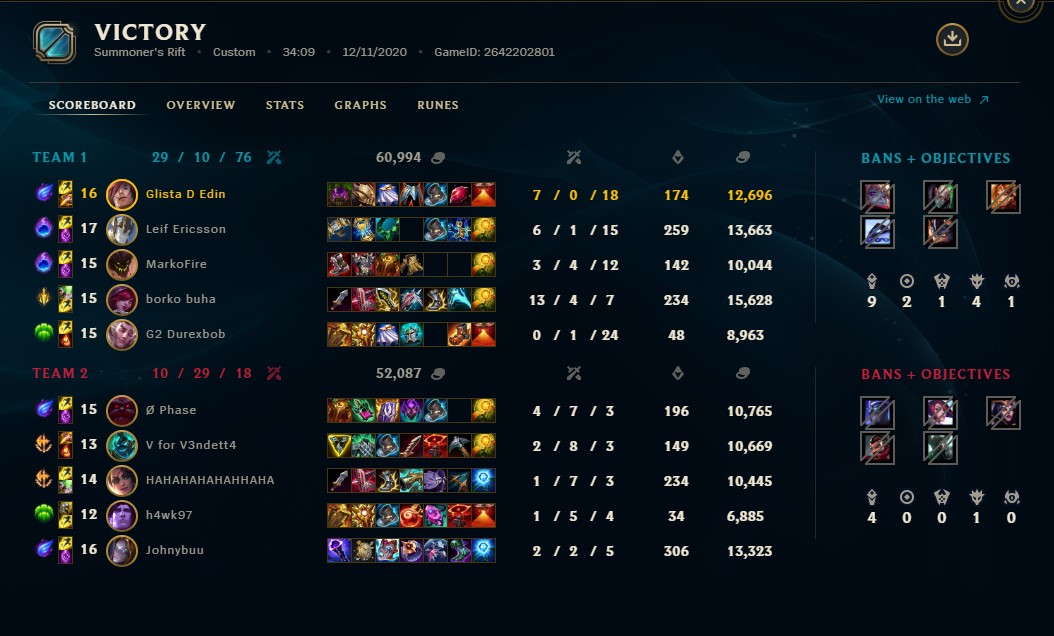 VICTORY
Summoner's Rift • Custom • 34:09 • 12/11/2020 • GameID: 2642202801
SCOREBOARD OVERVIEW STATS GRAPHS RUNES
View on the web
TEAM 1 29 / 10 / 76 60,994 BANS + OBJECTIVES
16 Glista D Edin 7 / 0 / 18 174 12,696
17 Leif Ericsson 6 / 1 / 15 259 13,663
15 MarkoFire 3 / 4 / 12 142 10,044
15 borko buha 13 / 4 / 7 234 15,628
9 2 1 4 1
15 G2 Durexbob 0 / 1 / 24 48 8,963
TEAM 2 10 / 29 / 18 52,087 BANS + OBJECTIVES
15 Ø Phase 4 / 7 / 3 196 10,765
13 V for V3ndett4 2 / 8 / 3 149 10,669
14 HAHAHAHAHAHHAHA 1 / 7 / 3 234 10,445
12 h4wk97 1 / 5 / 4 34 6,885
4 0 0 1 0
16 Johnybuu 2 / 2 / 5 306 13,323